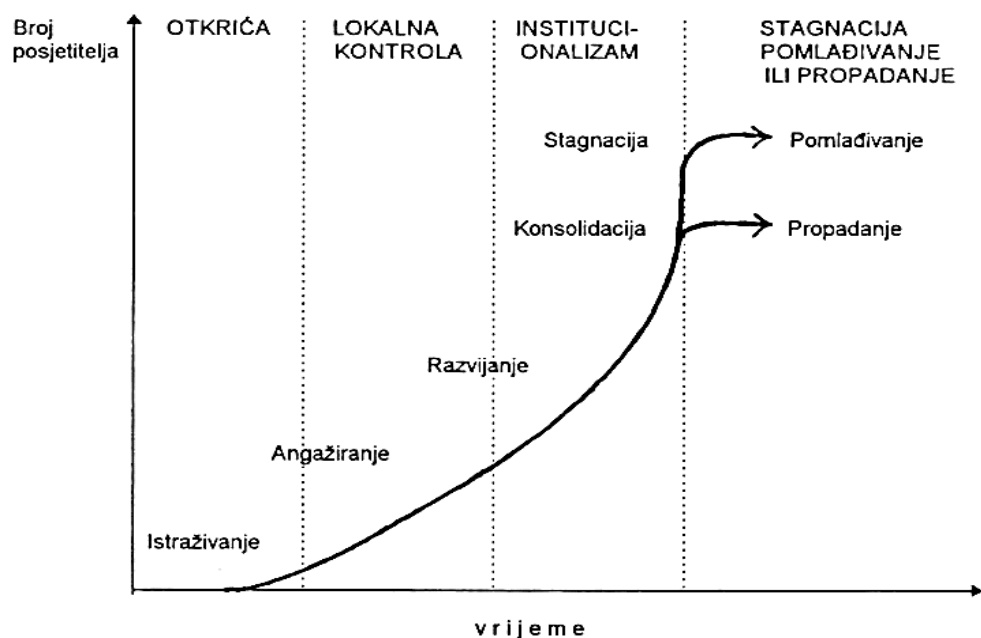 Broj
posjetitelja
OTKRIĆA
LOKALNA
KONTROLA
INSTITUCI-
ONALIZAM
STAGNACIJA
POMLAĐIVANJE
ILI PROPADANJE
Stagnacija
Pomlađivanje
Konsolidacija
Propadanje
Razvijanje
Angažiranje
Istraživanje
vrijeme